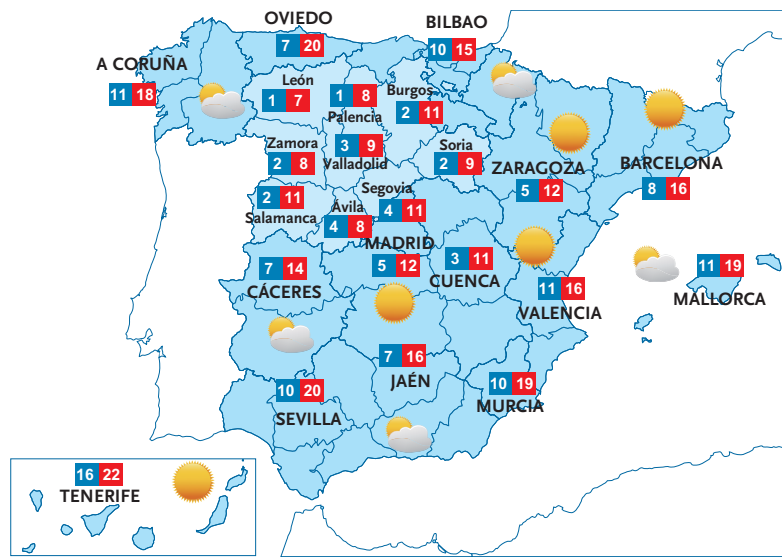 OVIEDO
7 20
BILBAO
10 15
A CORUÑA
11 18
León
1 7
1 8
Palencia
Burgos
2 11
Zamora
2 8
3 9
Valladolid
Soria
2 9
ZARAGOZA
5 12
BARCELONA
8 16
2 11
Salamanca
Ávila
4 8
Segovia
4 11
MADRID
5 12
3 11
CUENCA
7 14
CÁCERES
11 16
VALENCIA
11 19
MALLORCA
7 16
JAÉN
10 20
SEVILLA
10 19
MURCIA
16 22
TENERIFE